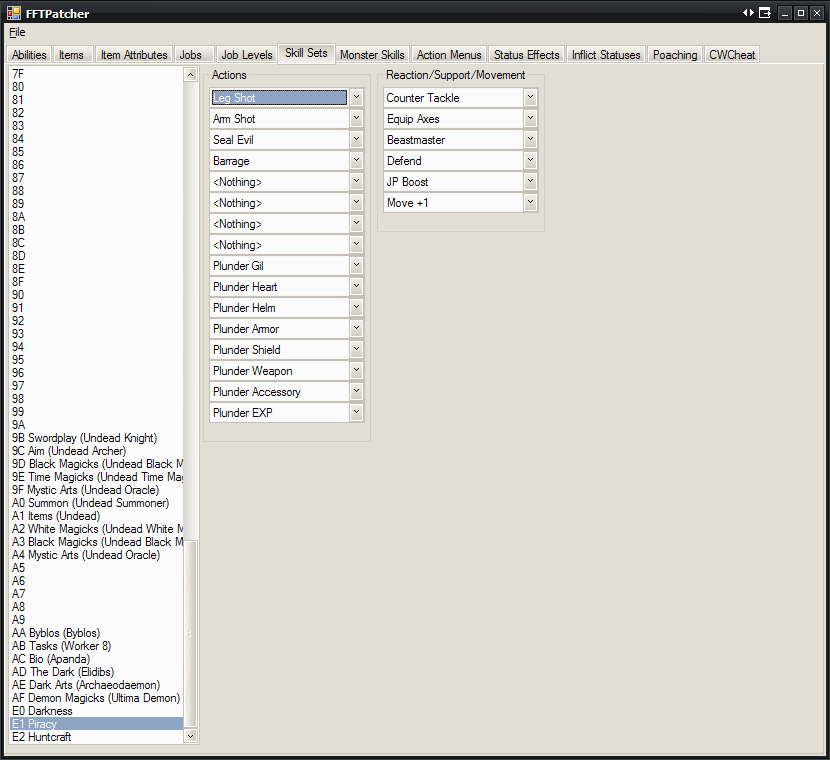 FFTPatcher
File
Abilities Items Item Attributes Jobs Job Levels Skill Sets Monster Skills Action Menus Status Effects Inflict Statuses Poaching CWCheat
7F
80
81
82
83
84
85
86
87
88
89
8A
8B
8C
8D
8E
8F
90
91
92
93
94
95
96
97
98
99
9A
9B Swordplay (Undead Knight)
9C Aim (Undead Archer)
9D Black Magicks (Undead Black M
9E Time Magicks (Undead Time Mag
9F Mystic Arts (Undead Oracle)
A0 Summon (Undead Summoner)
A1 Items (Undead)
A2 White Magicks (Undead White M
A3 Black Magicks (Undead Black M
A4 Mystic Arts (Undead Oracle)
A5
A6
A7
A8
A9
AA Byblos (Byblos)
AB Tasks (Worker 8)
AC Bio (Apanda)
AD The Dark (Elidibs)
AE Dark Arts (Archaeodaemon)
AF Demon Magicks (Ultima Demon)
E0 Darkness
E1 Piracy
E2 Huntcraft
Actions
Leg Shot
Arm Shot
Seal Evil
Barrage
<Nothing>
<Nothing>
<Nothing>
<Nothing>
Plunder Gil
Plunder Heart
Plunder Helm
Plunder Armor
Plunder Shield
Plunder Weapon
Plunder Accessory
Plunder EXP
Reaction/Support/Movement
Counter Tackle
Equip Axes
Beastmaster
Defend
JP Boost
Move +1